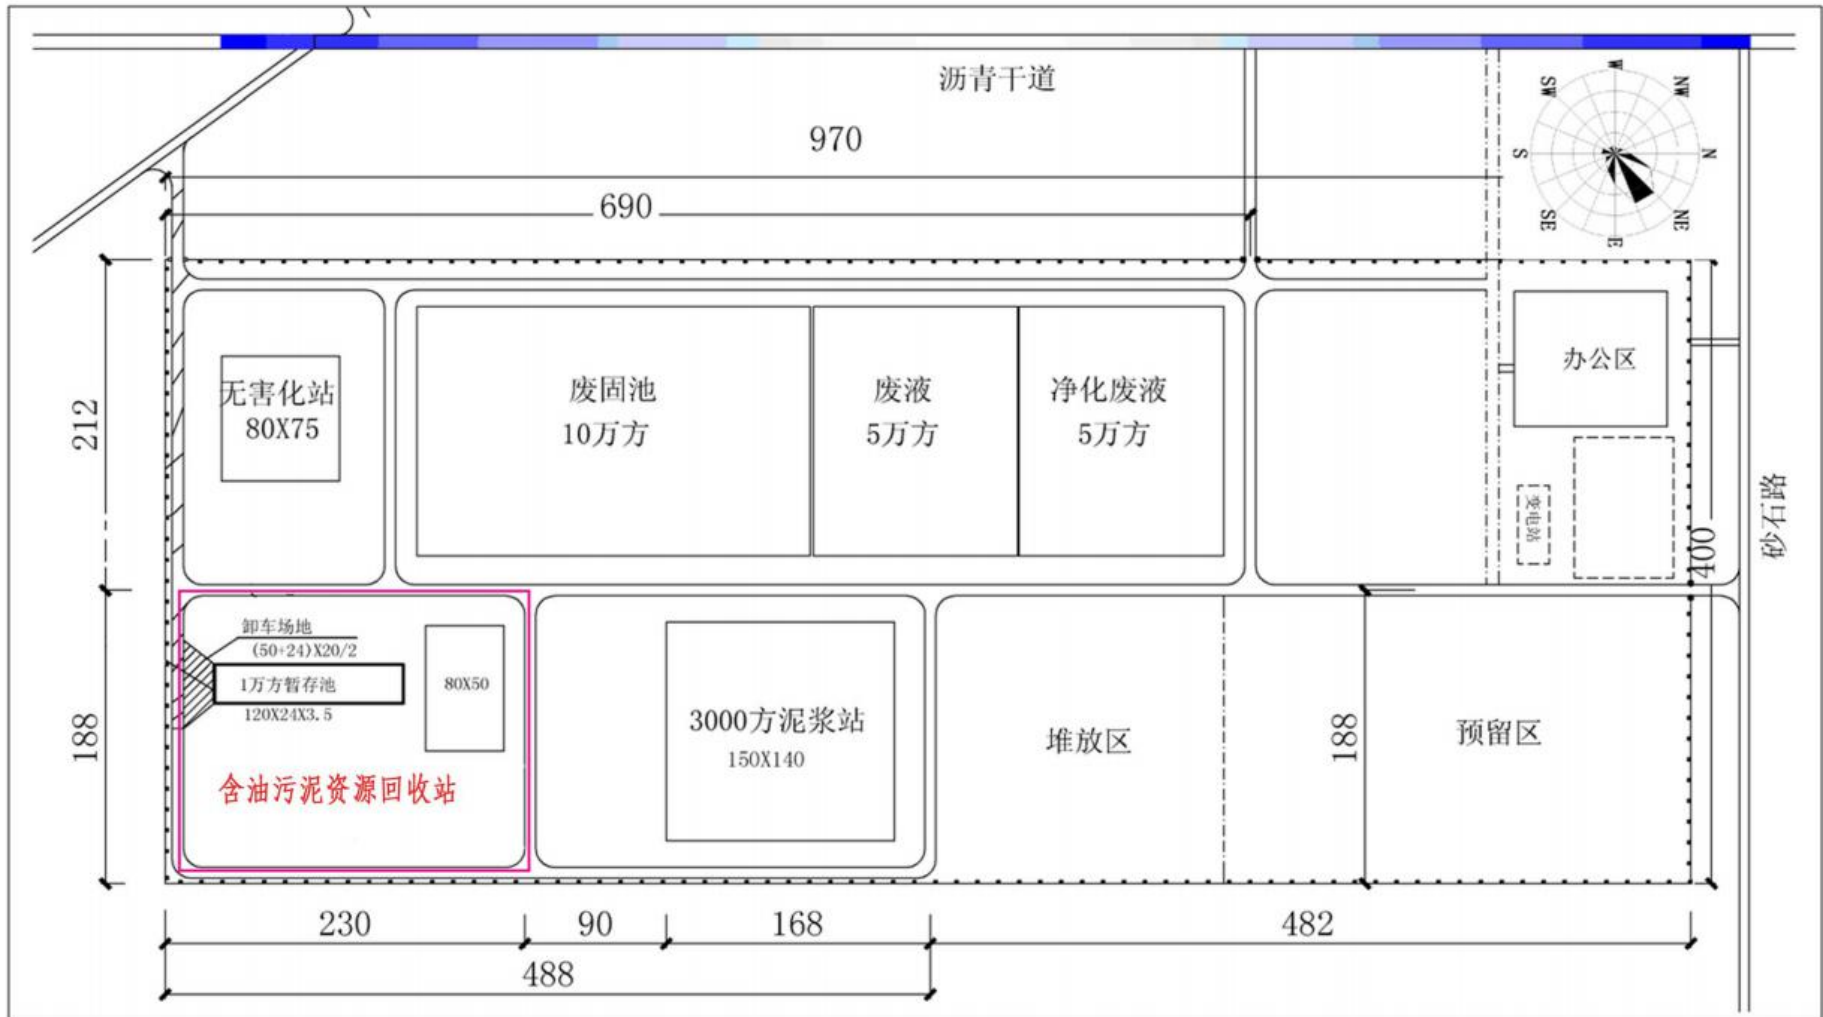 沥青干道
970
690
W
NW
N
NE
E
SE
S
SW
212
无害化站
80X75
废固池
10万方
废液
5万方
净化废液
5万方
办公区
变电站
400
砂石路
188
卸车场地
(50+24)X20/2
1万方暂存池
120X24X3.5
80X50
含油污泥资源回收站
3000方泥浆站
150X140
堆放区
188
预留区
230
90
168
482
488